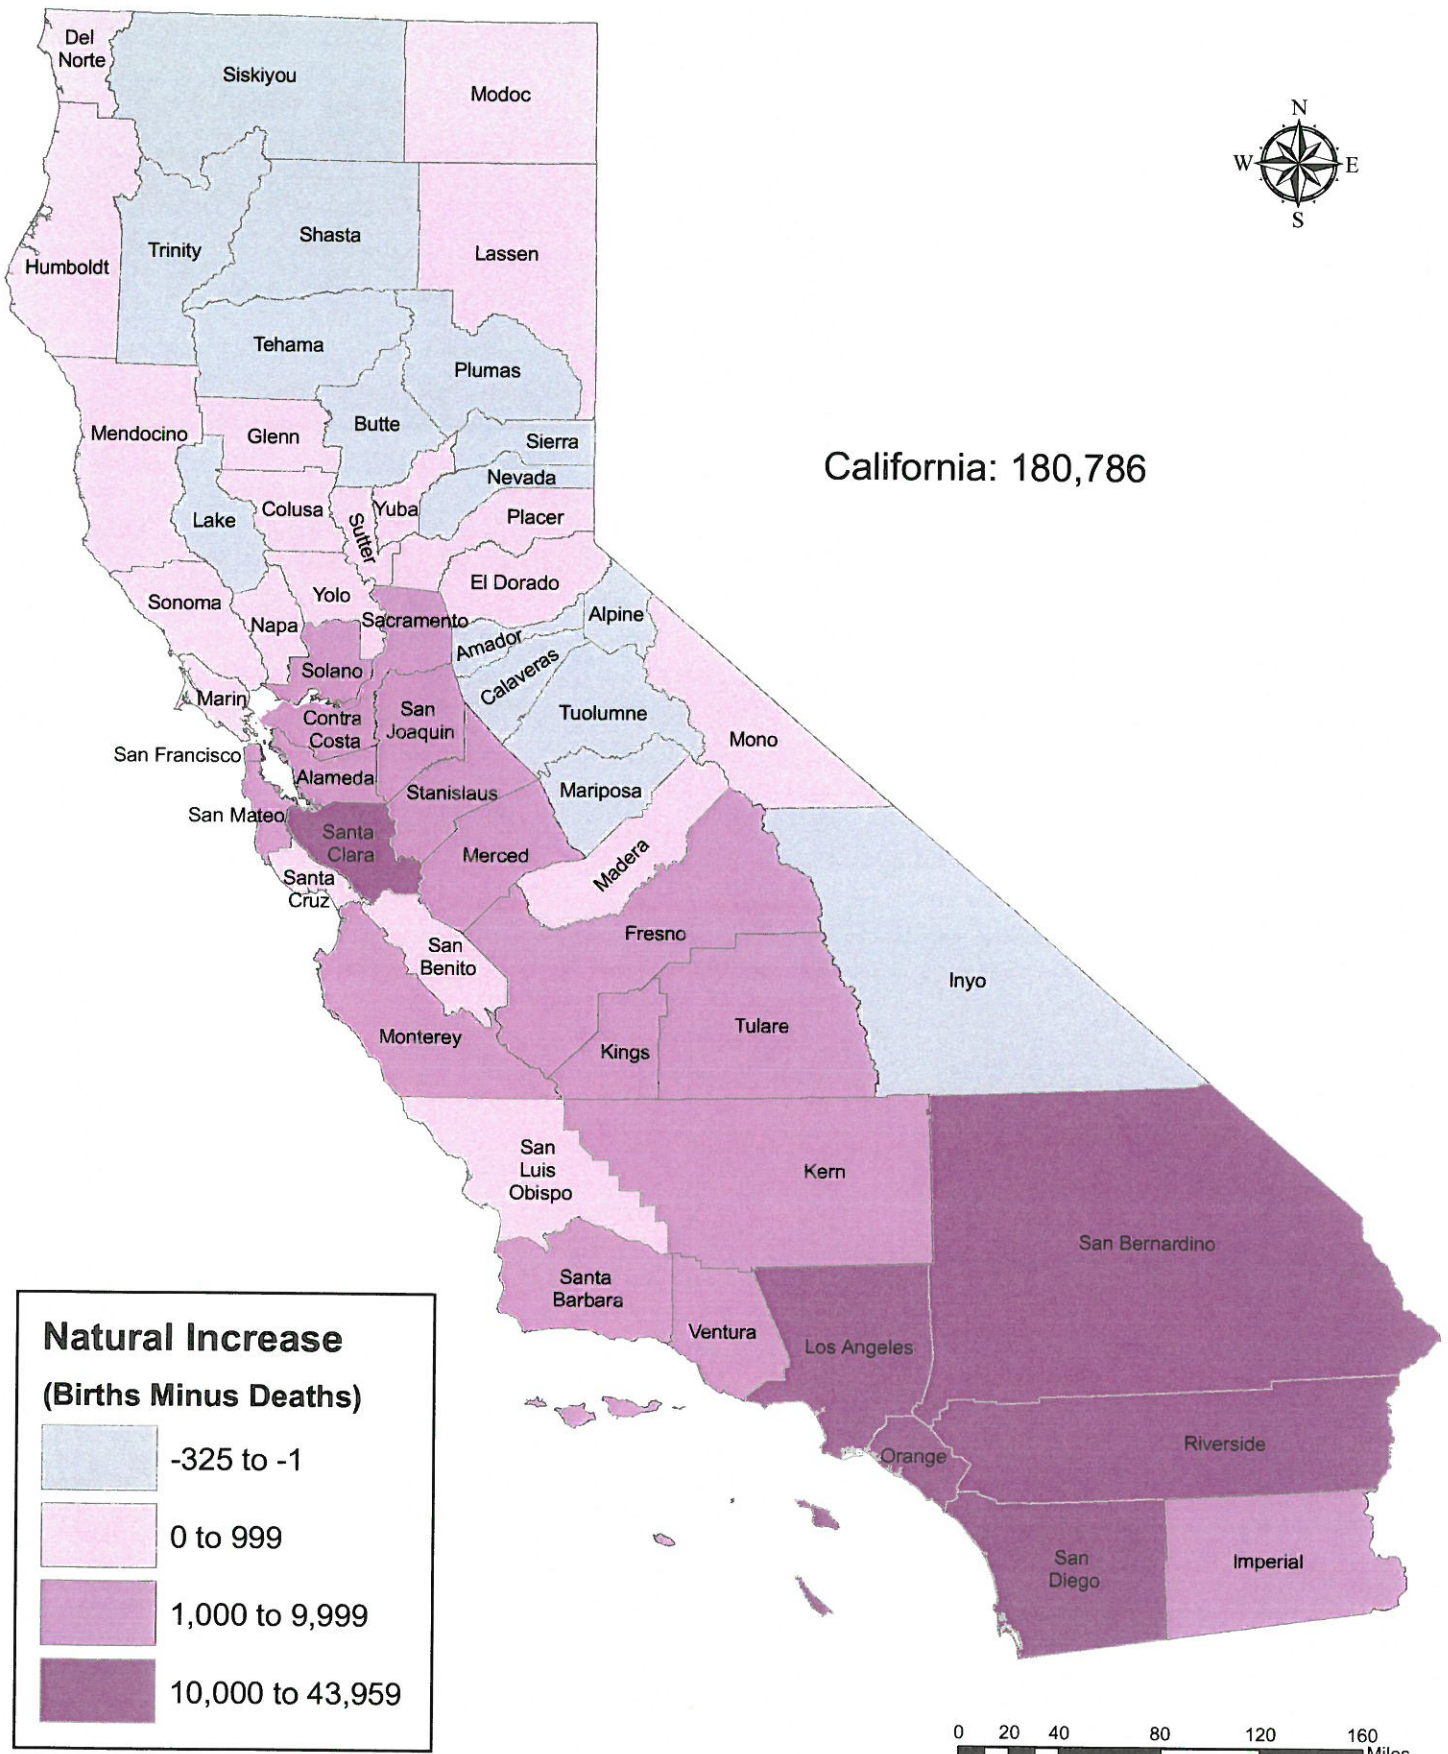 Del
Norte
Siskiyou
Modoc
N
W
E
S
Humboldt
Trinity
Shasta
Lassen
Tehama
Plumas
Mendocino
Glenn
Butte
Sierra
Nevada
California: 180,786
Lake
Colusa
Sutter
Yuba
Placer
Sonoma
Napa
Yolo
Sacramento
El Dorado
Alpine
Amador
Calaveras
Solano
Marin
Contra
Costa
San
Joaquin
Tuolumne
Mono
San Francisco
Alameda
Stanislaus
Mariposa
San Mateo
Santa
Clara
Merced
Madera
Santa
Cruz
Fresno
San
Benito
Inyo
Monterey
Kings
Tulare
San
Luis
Obispo
Kern
San Bernardino
Santa
Barbara
Ventura
Los Angeles
Orange
Riverside
San
Diego
Imperial
Natural Increase
(Births Minus Deaths)
-325 to -1
0 to 999
1,000 to 9,999
10,000 to 43,959
0 20 40 80 120 160
Miles